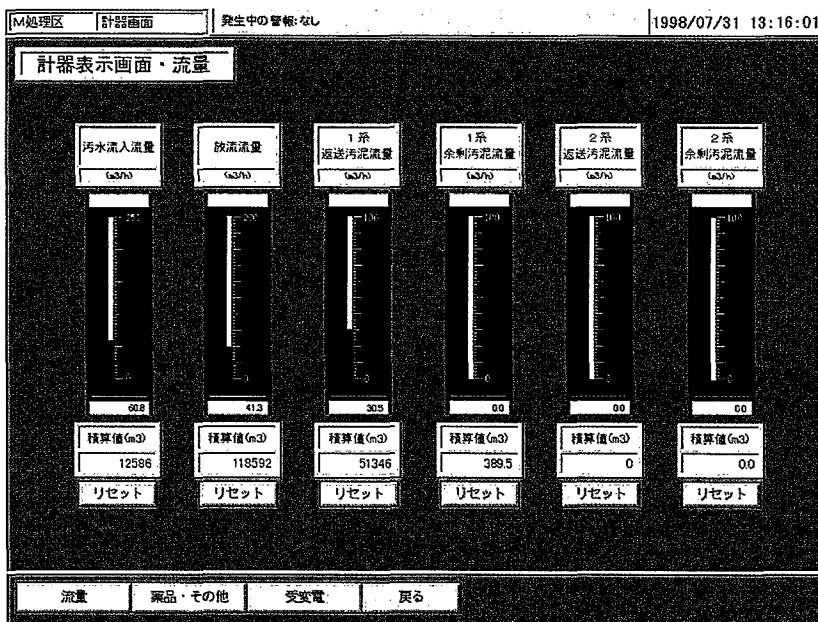 M処理区 計器画面 発生中の警報:なし 1998/07/31 13:16:01
計器表示画面・流量
汚水流入流量
(m3/h)
250
0
60.8
積算値(m3)
12586
リセット
放流流量
(m3/h)
200
0
41.3
積算値(m3)
118592
リセット
1系
返送汚泥流量
(m3/h)
100
0
30.5
積算値(m3)
51346
リセット
1系
余剰汚泥流量
(m3/h)
100
0
0.0
積算値(m3)
389.5
リセット
2系
返送汚泥流量
(m3/h)
100
0
0.0
積算値(m3)
0
リセット
2系
余剰汚泥流量
(m3/h)
100
0
0.0
積算値(m3)
0.0
リセット
流量 薬品・その他 受変電 戻る